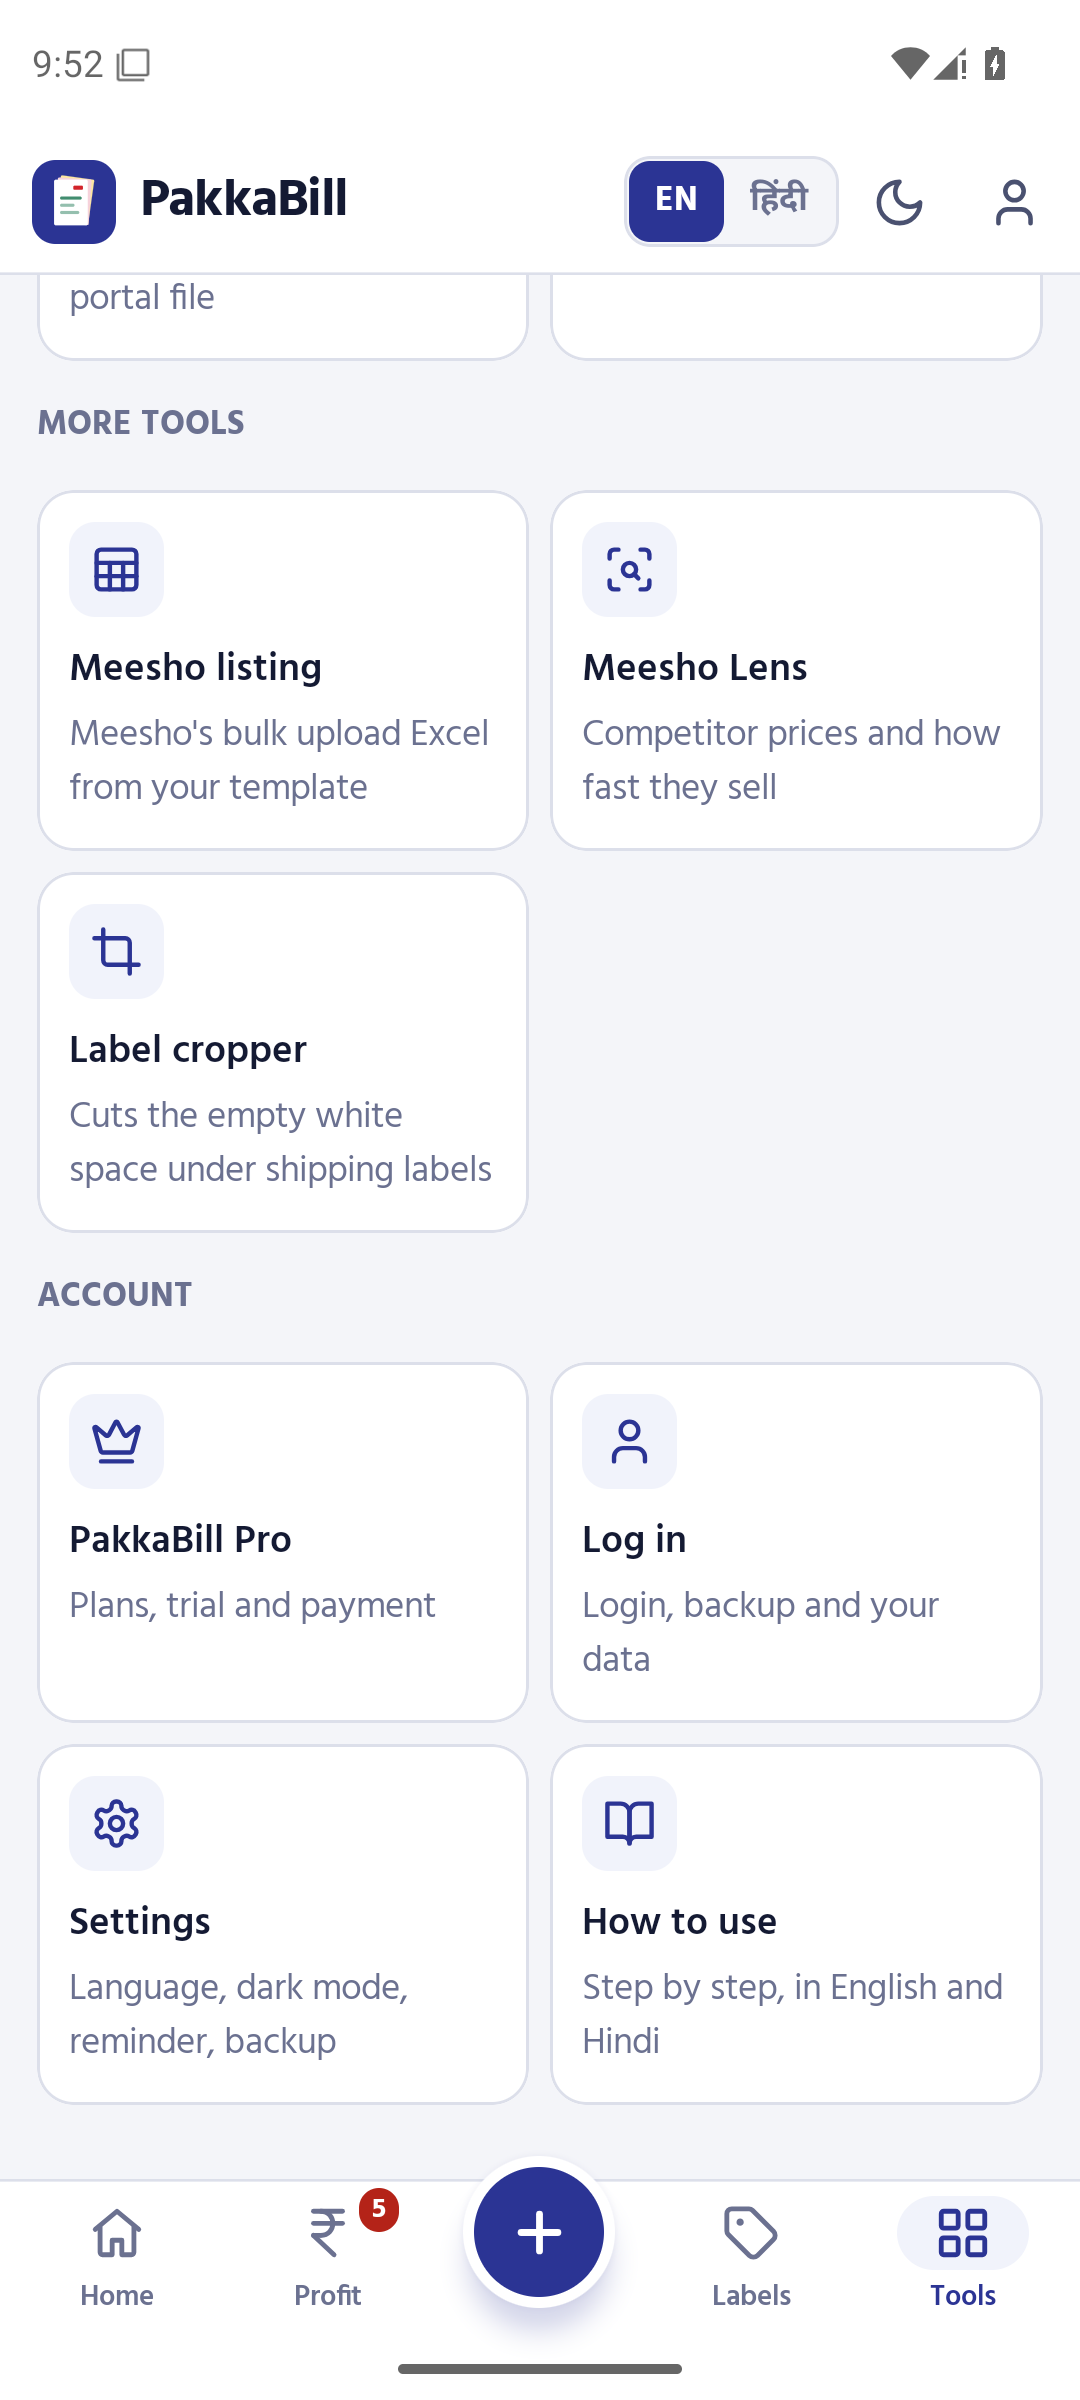 9:52
PakkaBill
EN
हिंदी
portal file
MORE TOOLS
Meesho listing
Meesho's bulk upload Excel
from your template
Meesho Lens
Competitor prices and how
fast they sell
Label cropper
Cuts the empty white
space under shipping labels
ACCOUNT
PakkaBill Pro
Plans, trial and payment
Log in
Login, backup and your
data
Settings
Language, dark mode,
reminder, backup
How to use
Step by step, in English and
Hindi
Home
5
Profit
Labels
Tools